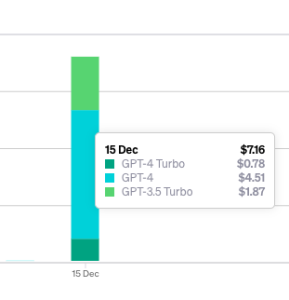 15 Dec $7.16
GPT-4 Turbo $0.78
GPT-4 $4.51
GPT-3.5 Turbo $1.87
15 Dec